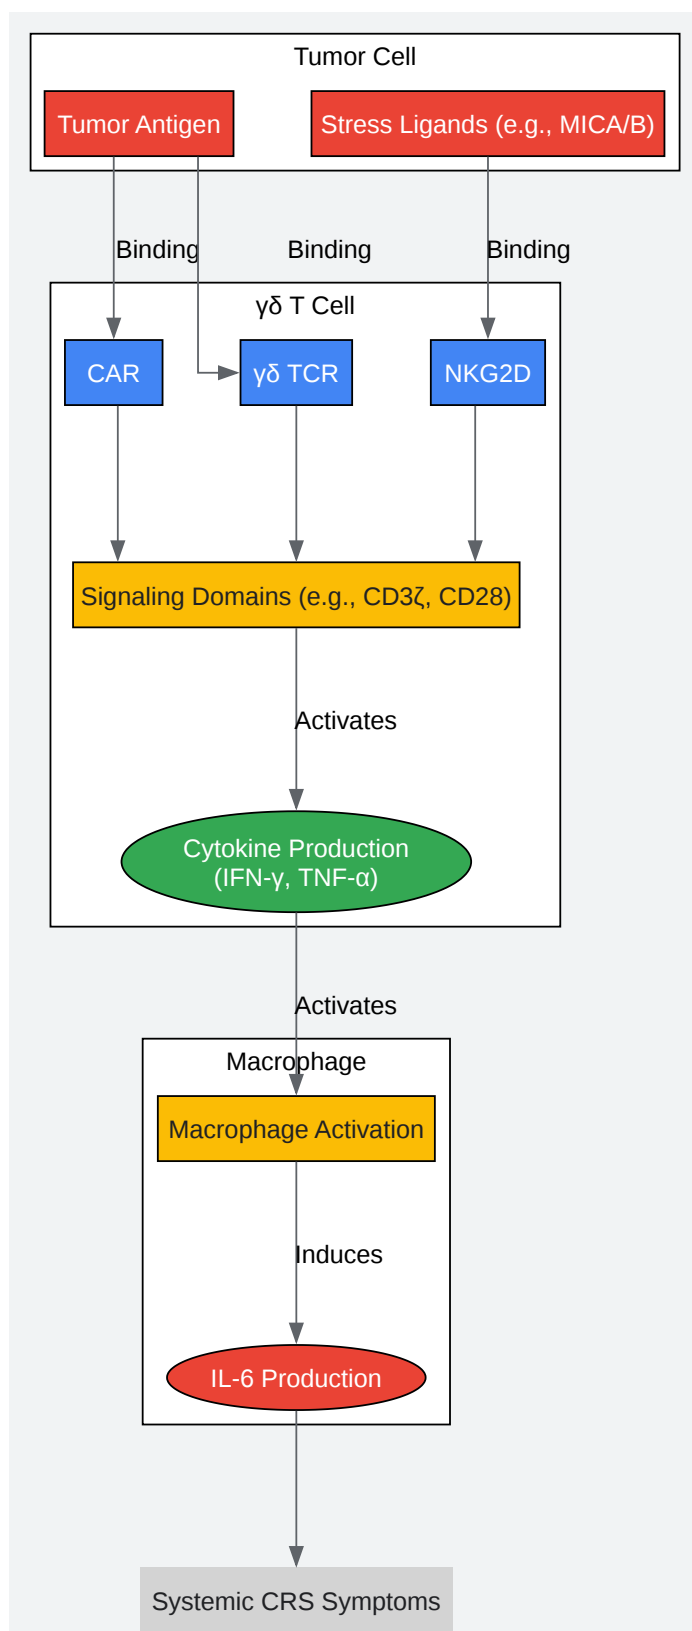 Tumor Cell
Tumor Antigen
Stress Ligands (e.g., MICA/B)
Binding
Binding
Binding
γδ T Cell
CAR
γδ TCR
NKG2D
Signaling Domains (e.g., CD3ζ, CD28)
Activates
Cytokine Production
(IFN-γ, TNF-α)
Activates
Macrophage
Macrophage Activation
Induces
IL-6 Production
Systemic CRS Symptoms